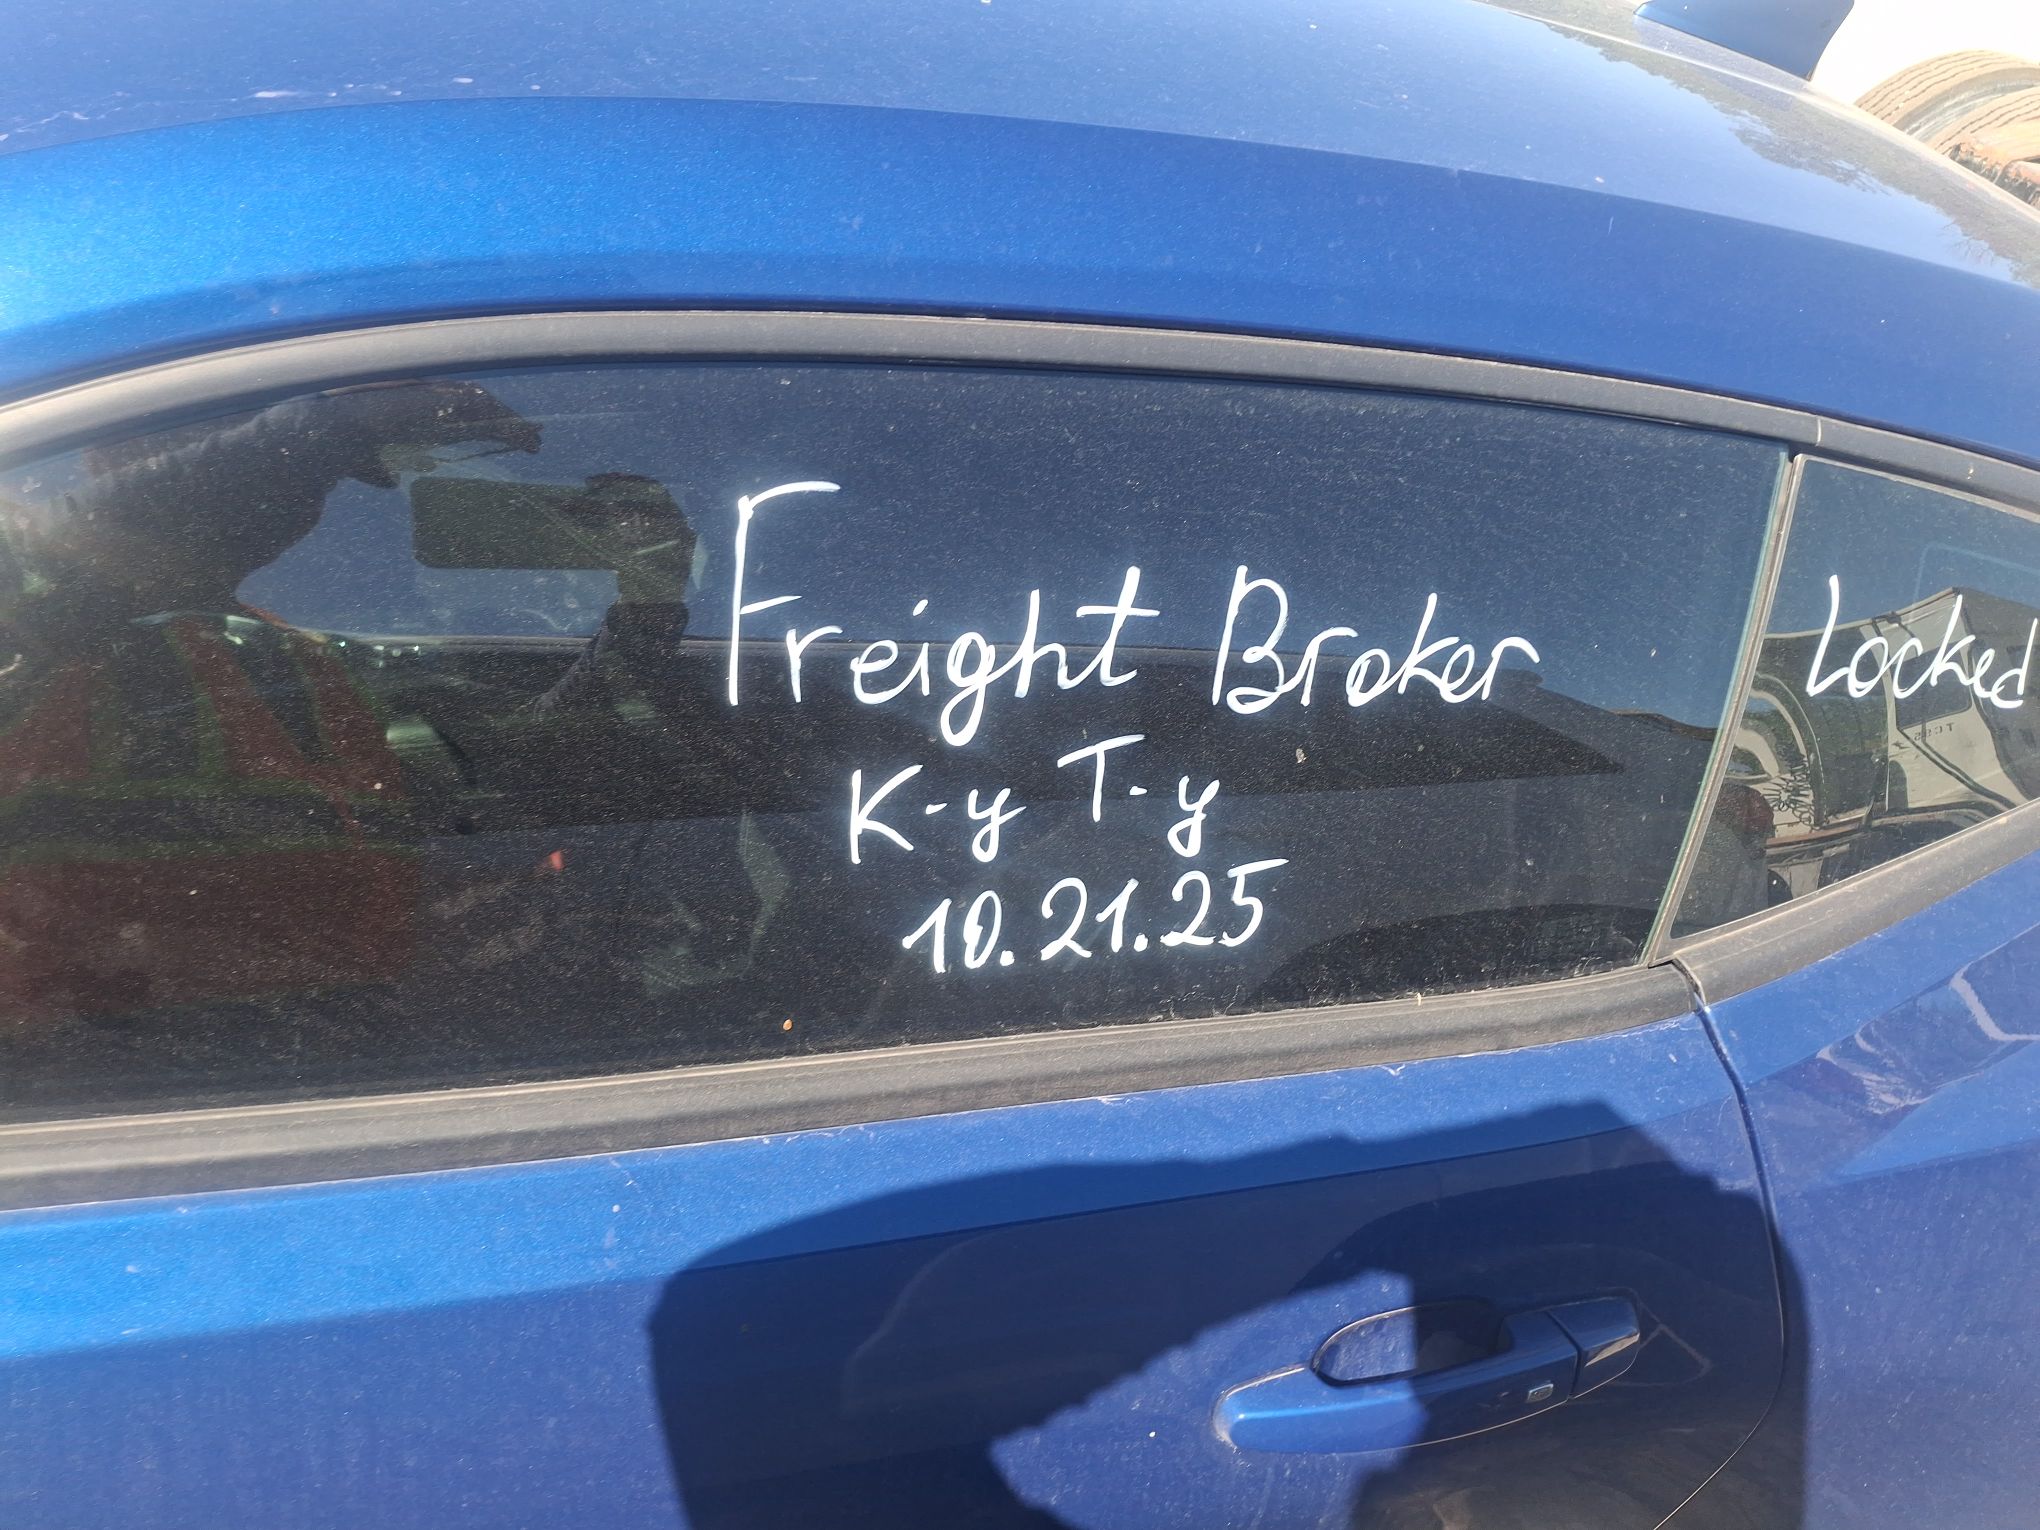 Freight Broker
K-y T-y
10.21.25
Locked